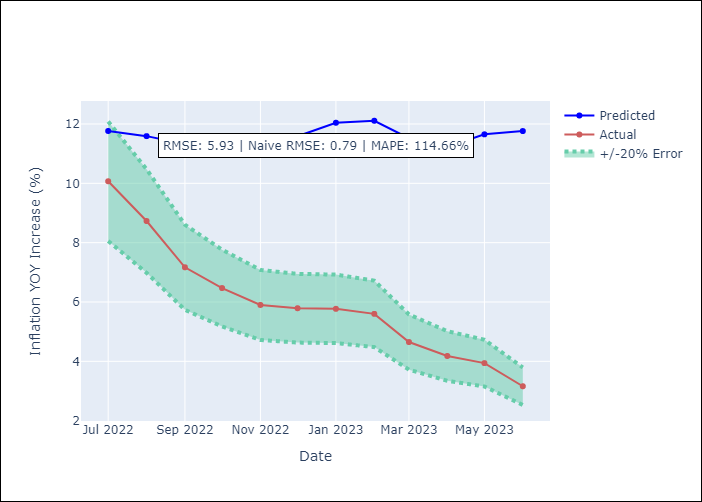 RMSE: 5.93 | Naive RMSE: 0.79 | MAPE: 114.66%
Predicted
Actual
+/-20% Error
Inflation YOY Increase (%)
12
10
8
6
4
2
Jul 2022 Sep 2022 Nov 2022 Jan 2023 Mar 2023 May 2023
Date